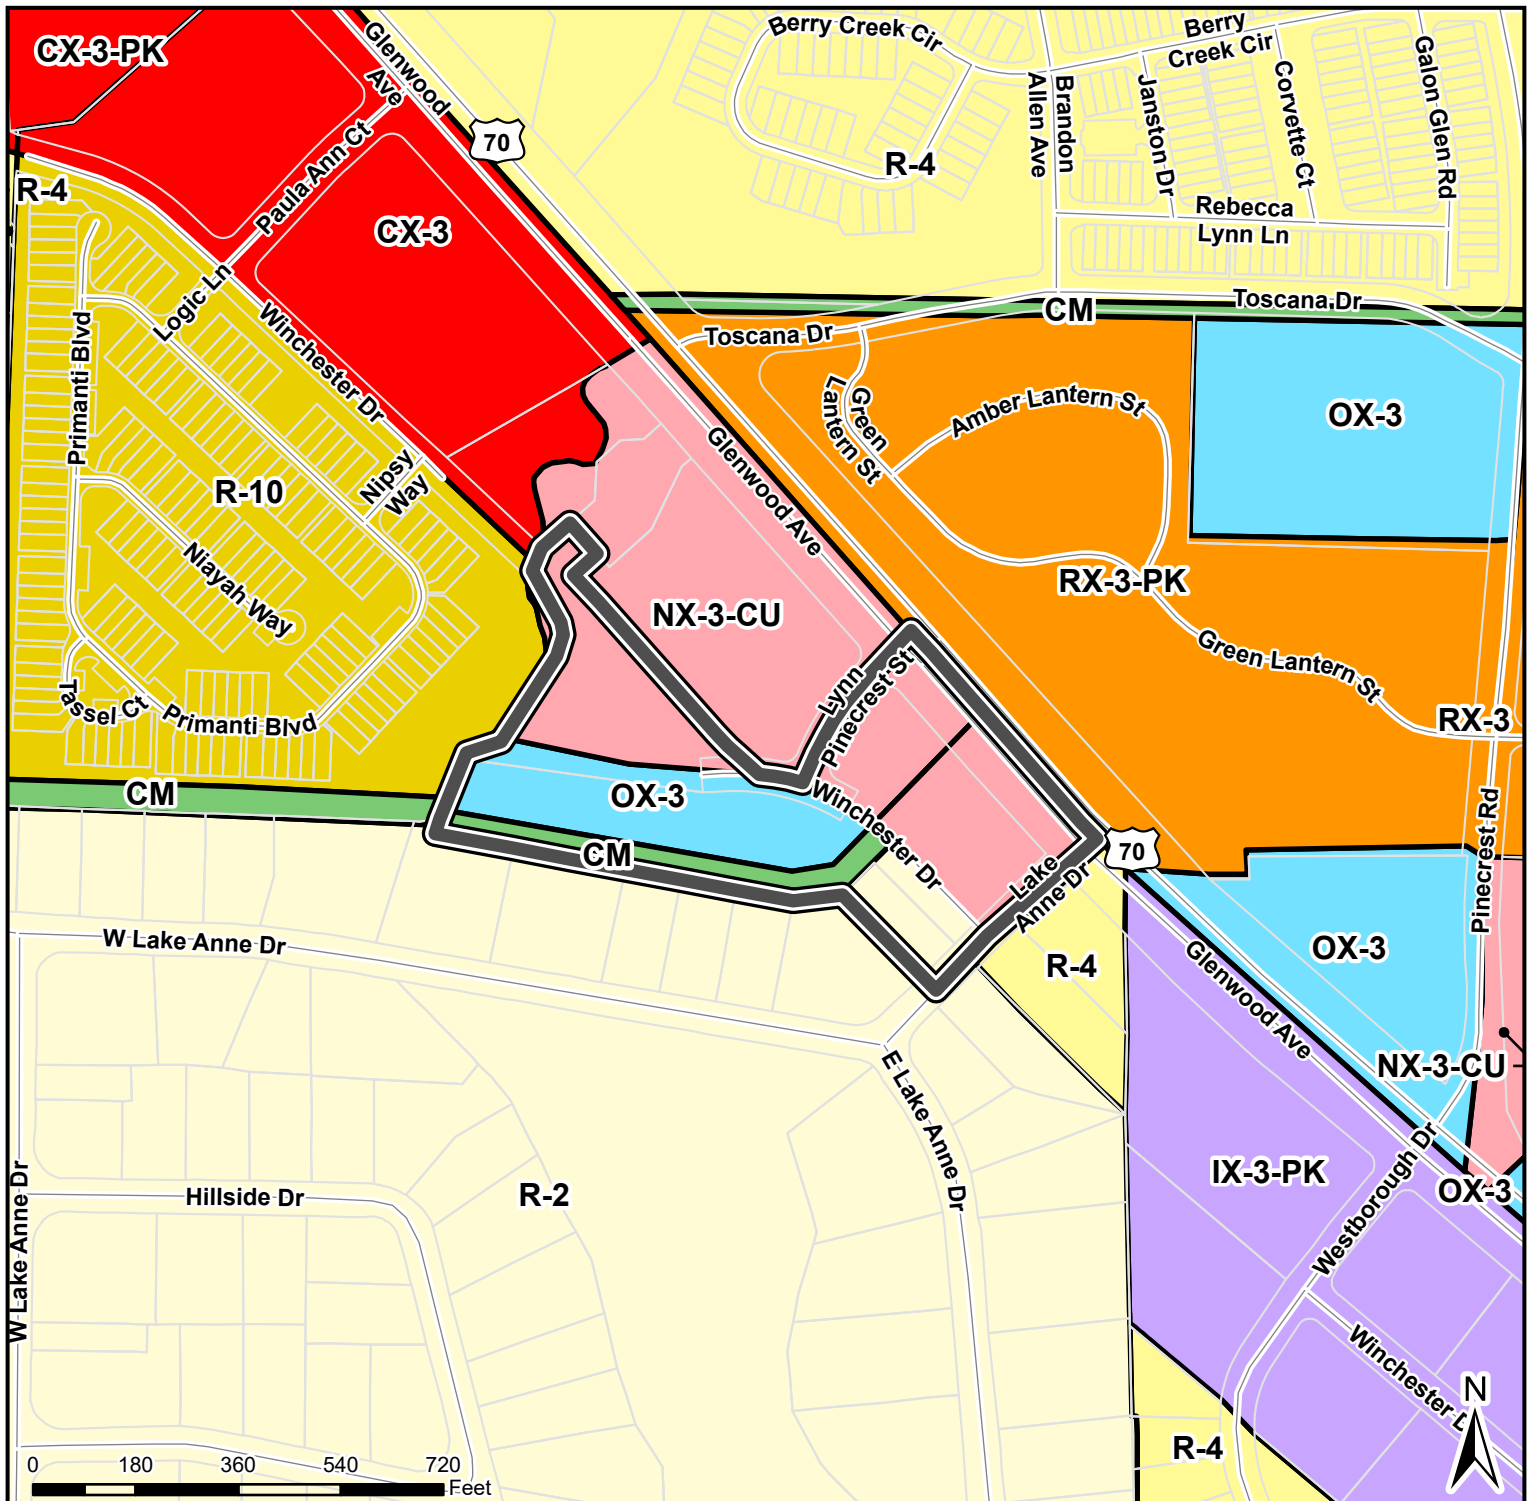 CX-3-PK
Glenwood
Ave
Berry Creek Cir
Berry
Creek Cir
70
Paula Ann Ct
Allen Ave
Brandon
Janston Dr
Corvette Ct
Galon Glen Rd
R-4
R-4
CX-3
Rebecca
Lynn Ln
Logic Ln
Primanti Blvd
Winchester Dr
CM
Toscana Dr
Toscana Dr
Green
Lantern St
Amber Lantern St
OX-3
Glenwood Ave
Nipsy
Way
R-10
Niayah Way
RX-3-PK
NX-3-CU
Green Lantern St
Lynn
Pinecrest St
Tassel Ct
Primanti Blvd
RX-3
CM
OX-3
Winchester Dr
CM
Lake
Anne Dr
70
Pinecrest Rd
W Lake Anne Dr
R-4
OX-3
Glenwood Ave
E Lake Anne Dr
NX-3-CU
W Lake Anne Dr
Hillside Dr
R-2
IX-3-PK
Westborough Dr
OX-3
Winchester D
R-4
N
0 180 360 540 720
Feet